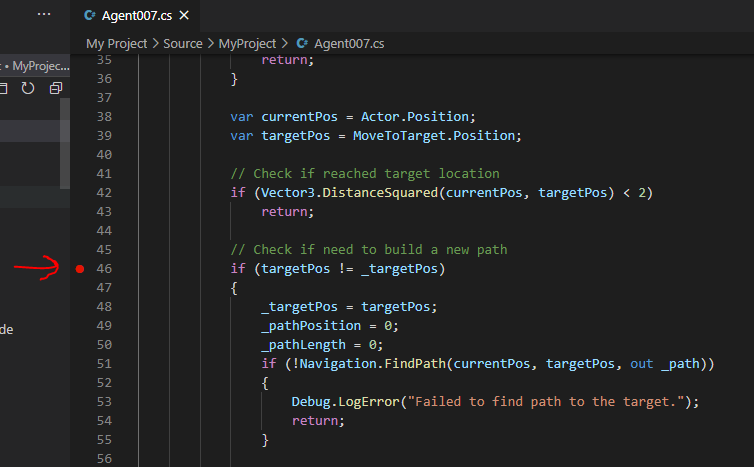 ··· C# Agent007.cs ×
My Project > Source > MyProject > C# Agent007.cs
: • MyProjec...
35 return;
36 }
37
38 var currentPos = Actor.Position;
39 var targetPos = MoveToTarget.Position;
40
41 // Check if reached target location
42 if (Vector3.DistanceSquared(currentPos, targetPos) < 2)
43 return;
44
45 // Check if need to build a new path
46 if (targetPos != _targetPos)
47 {
48 _targetPos = targetPos;
de
49 _pathPosition = 0;
50 _pathLength = 0;
51 if (!Navigation.FindPath(currentPos, targetPos, out _path))
52 {
53 Debug.LogError("Failed to find path to the target.");
54 return;
55 }
56